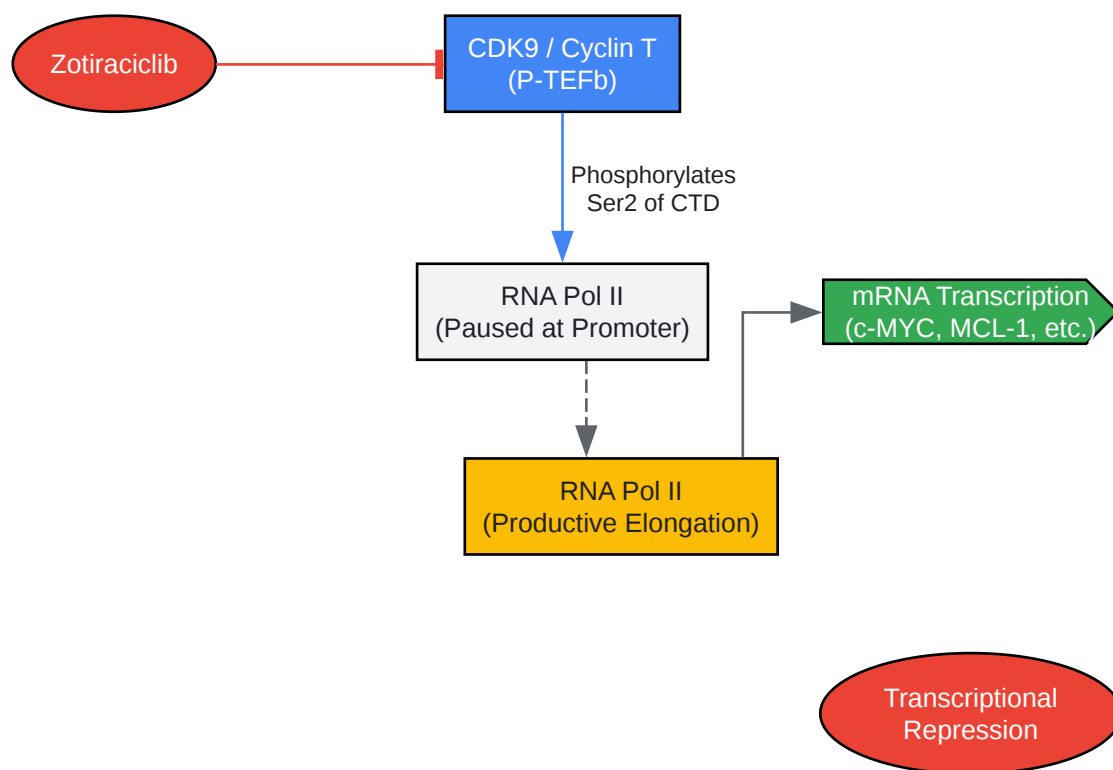 Zotiraciclib
CDK9 / Cyclin T
(P-TEFb)
Phosphorylates
Ser2 of CTD
RNA Pol II
(Paused at Promoter)
mRNA Transcription
(c-MYC, MCL-1, etc.)
RNA Pol II
(Productive Elongation)
Transcriptional
Repression